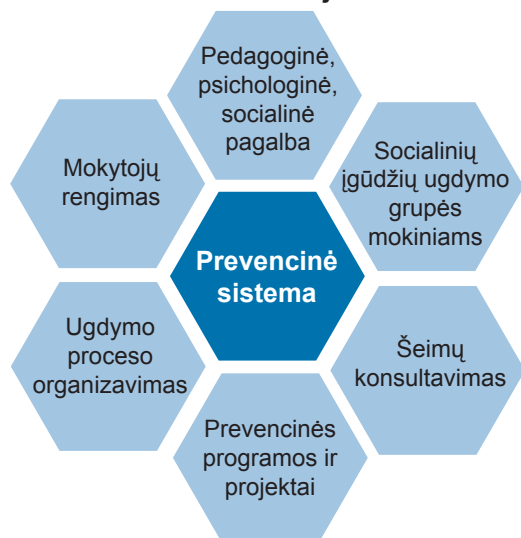 Pedagoginė,
psichologinė,
socialinė
pagalba
Socialinių
įgūdžių ugdymo
grupės
mokiniams
Šeimų
konsultavimas
Prevencinės
programos ir
projektai
Ugdymo
proceso
organizavimas
Mokytojų
rengimas
Prevencinė
sistema